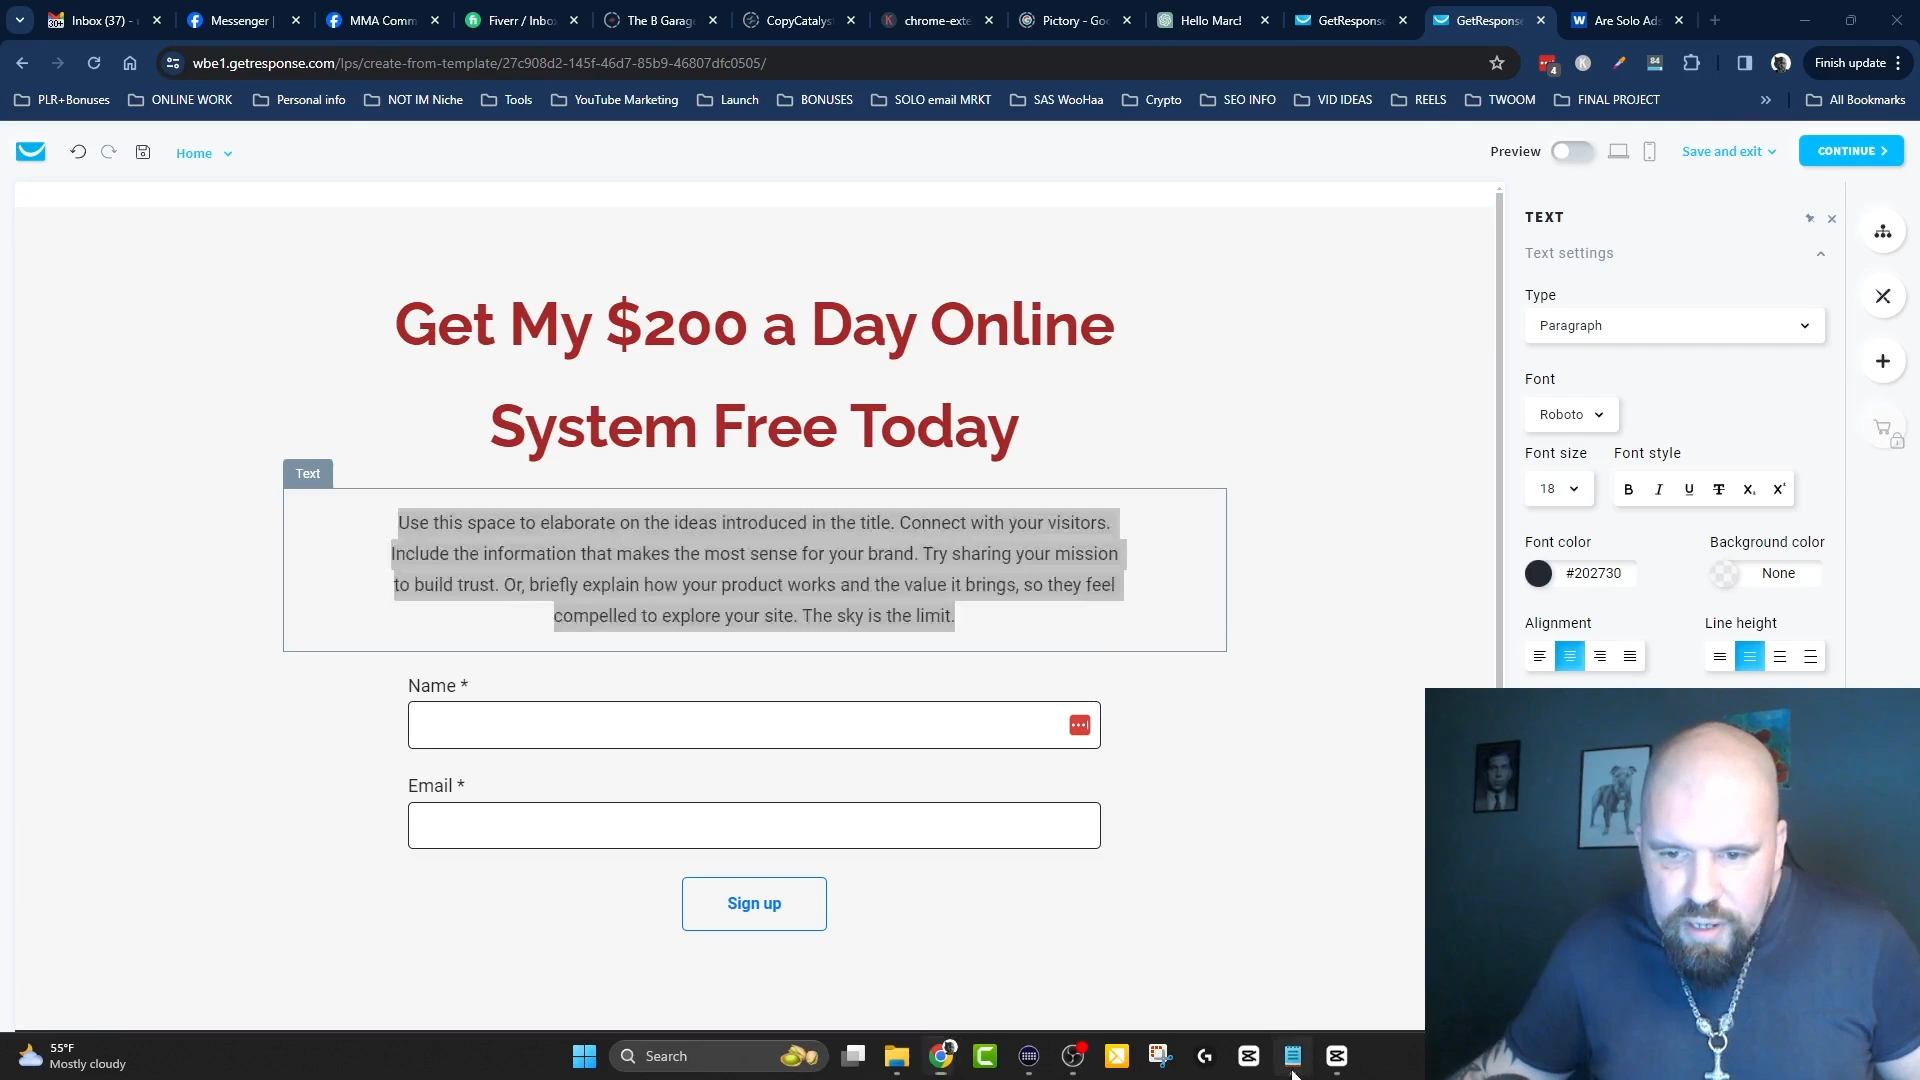 Inbox (37) -
Messenger |
MMA Comm
Fiverr / Inbo
The B Garag
CopyCatalys
chrome-exte
Pictory - Goo
Hello Marc!
GetResponse
GetResponse
Are Solo Ads
wbe1.getresponse.com/lps/create-from-template/27c908d2-145f-46d7-85b9-46807dfc0505/
4
84
Finish update
PLR+Bonuses
ONLINE WORK
Personal info
NOT IM Niche
Tools
YouTube Marketing
Launch
BONUSES
SOLO email MRKT
SAS WooHaa
Crypto
SEO INFO
VID IDEAS
REELS
TWOOM
FINAL PROJECT
All Bookmarks
Home
Preview
Save and exit
CONTINUE
Get My $200 a Day Online
System Free Today
Text
Use this space to elaborate on the ideas introduced in the title. Connect with your visitors.
Include the information that makes the most sense for your brand. Try sharing your mission
to build trust. Or, briefly explain how your product works and the value it brings, so they feel
compelled to explore your site. The sky is the limit.
Name *
Email *
Sign up
TEXT
Text settings
Type
Paragraph
Font
Roboto
Font size
Font style
18
B I U T X X
Font color
Background color
#202730
None
Alignment
Line height
55°F
Mostly cloudy
Search